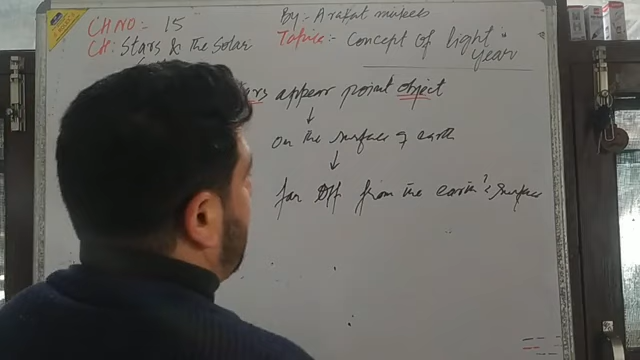 CH NO:- 15
By:- Arafat
CH: Stars & The Solar
Topic:- Concept of light year
appear point object
on the surface of earth
far off from the earth's surface